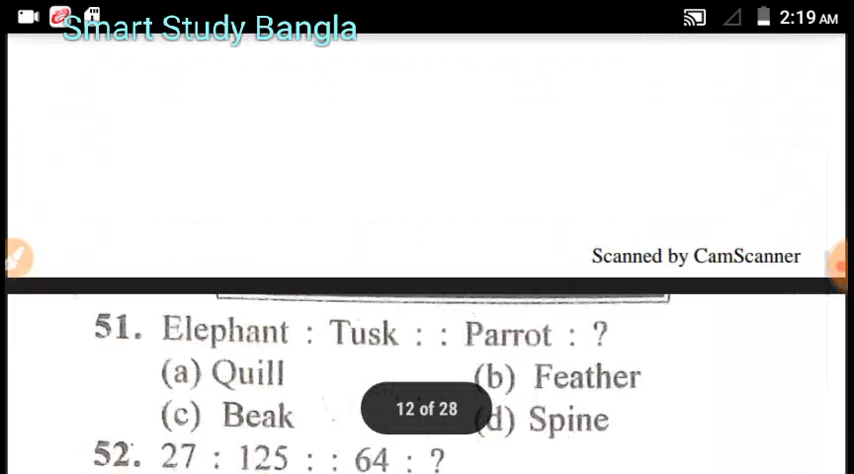 2:19 AM
Smart Study Bangla
Scanned by CamScanner
51. Elephant : Tusk : : Parrot : ?
(a) Quill (b) Feather
12 of 28
(c) Beak (d) Spine
52. 27 : 125 : : 64 : ?